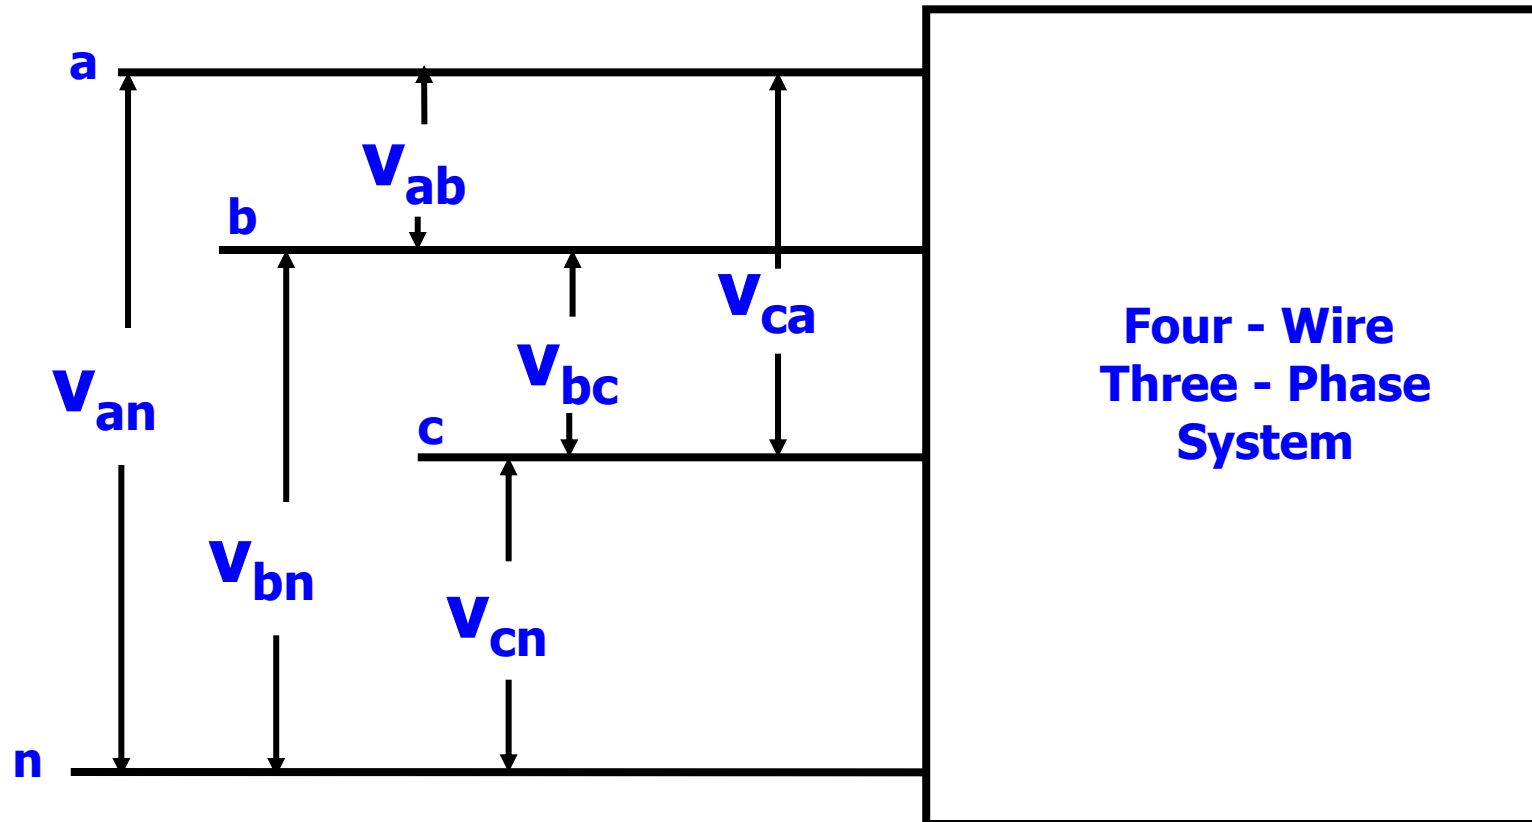 a
v_ab
b
v_ca
v_bc
v_an
c
v_bn
v_cn
n
Four - Wire
Three - Phase
System